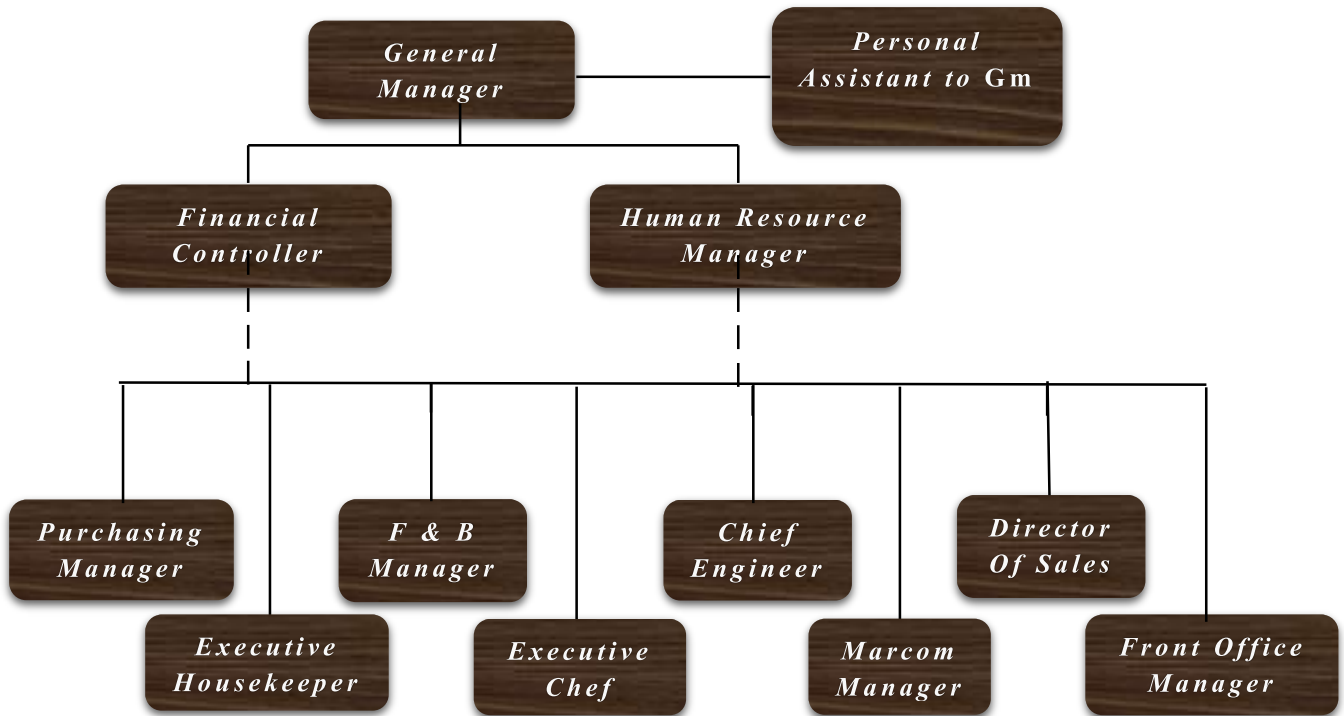 General
Manager
Personal
Assistant to Gm
Financial
Controller
Human Resource
Manager
Purchasing
Manager
F & B
Manager
Chief
Engineer
Director
Of Sales
Executive
Housekeeper
Executive
Chef
Marcom
Manager
Front Office
Manager